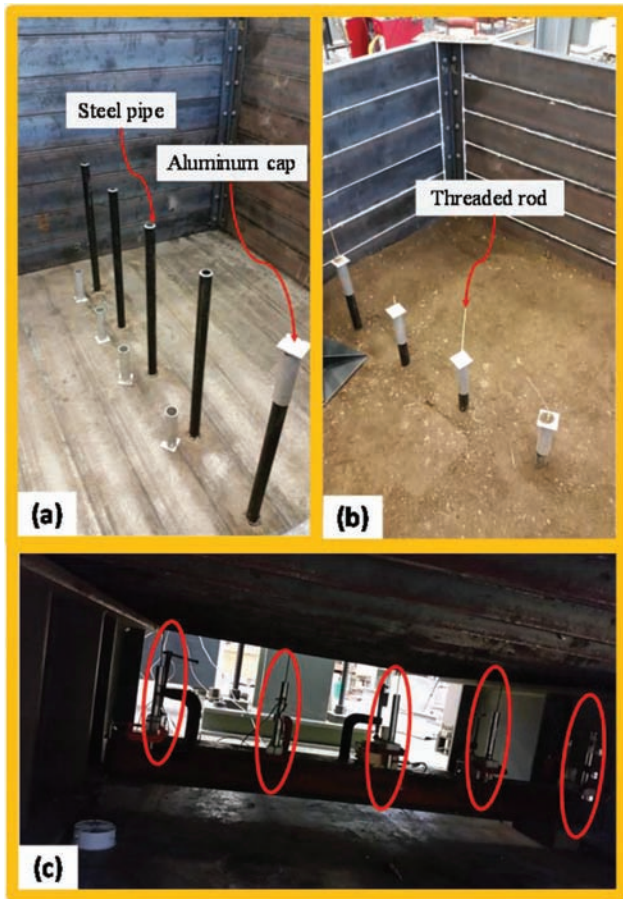 Steel pipe
Aluminum cap
(a)
Threaded rod
(b)
(c)